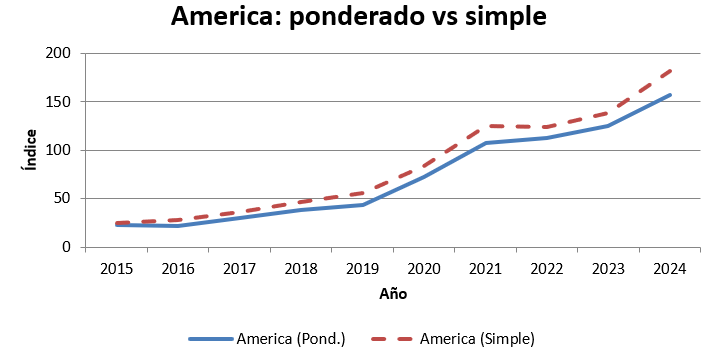 America: ponderado vs simple
200
150
100
50
0
Índice
2015 2016 2017 2018 2019 2020 2021 2022 2023 2024
Año
America (Pond.) America (Simple)